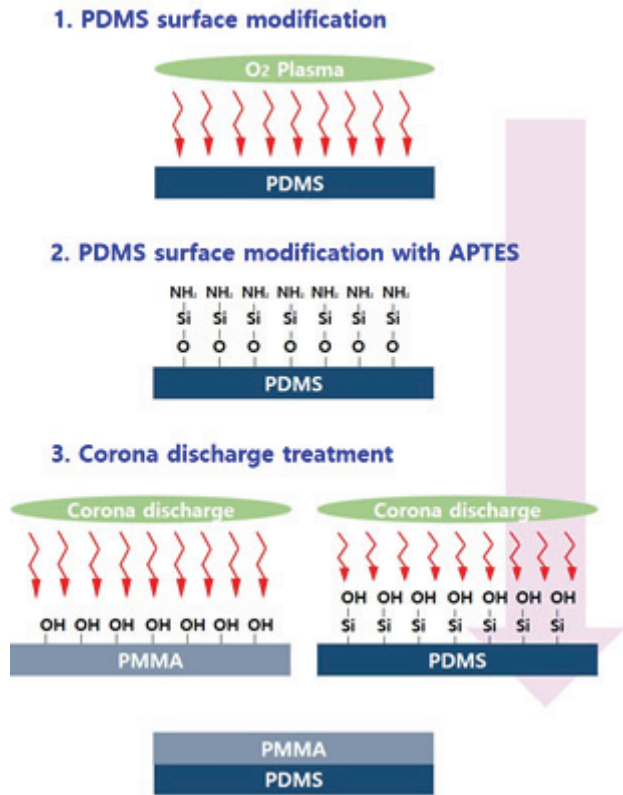 1. PDMS surface modification
O2 Plasma
PDMS
2. PDMS surface modification with APTES
NH₂ NH₂ NH₂ NH₂ NH₂ NH₂ NH₂
Si Si Si Si Si Si Si
O O O O O O O
PDMS
3. Corona discharge treatment
Corona discharge
OH OH OH OH OH OH OH
PMMA
Corona discharge
OH OH OH OH OH OH OH
Si Si Si Si Si Si Si
PDMS
PMMA
PDMS